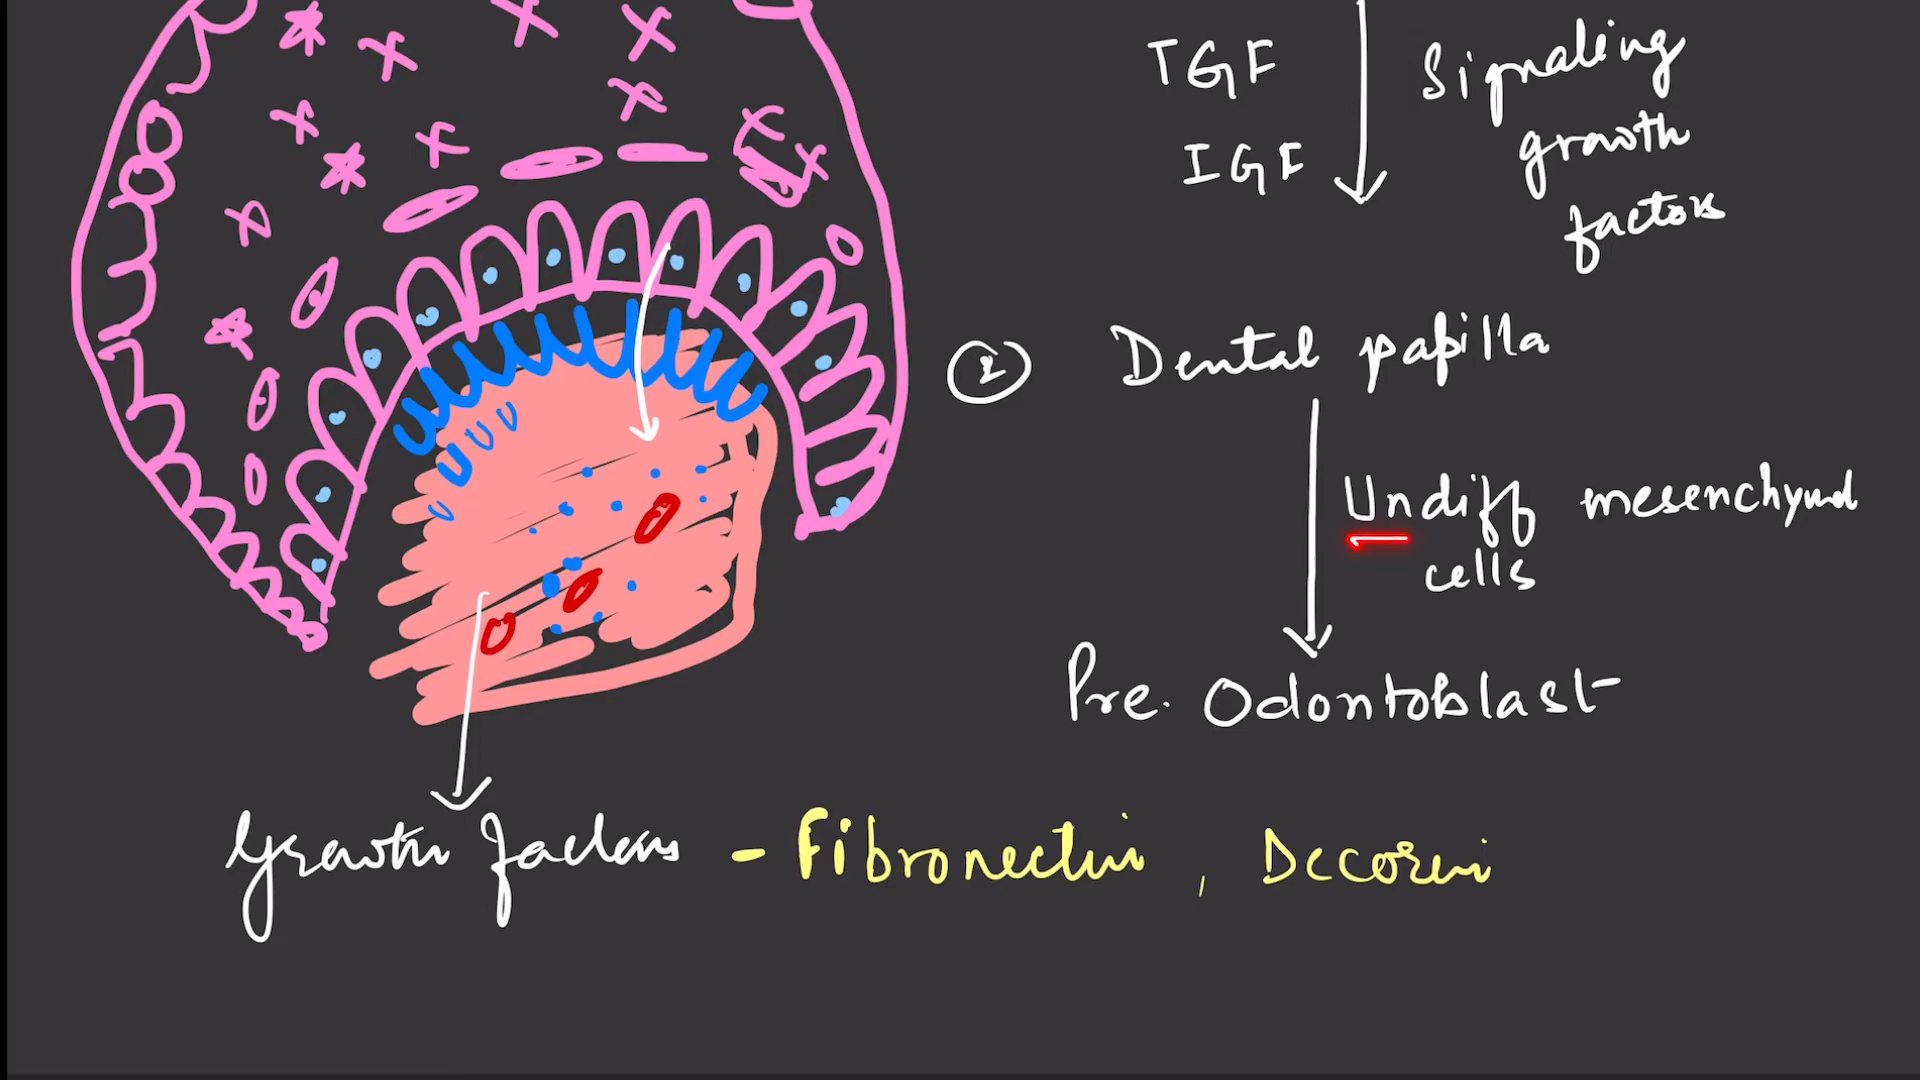 TGF
IGF
Signaling
growth
factors
2 Dental papilla
Undiff mesenchymal
cells
Pre. Odontoblast
Growth factors - Fibronectin , Decorin